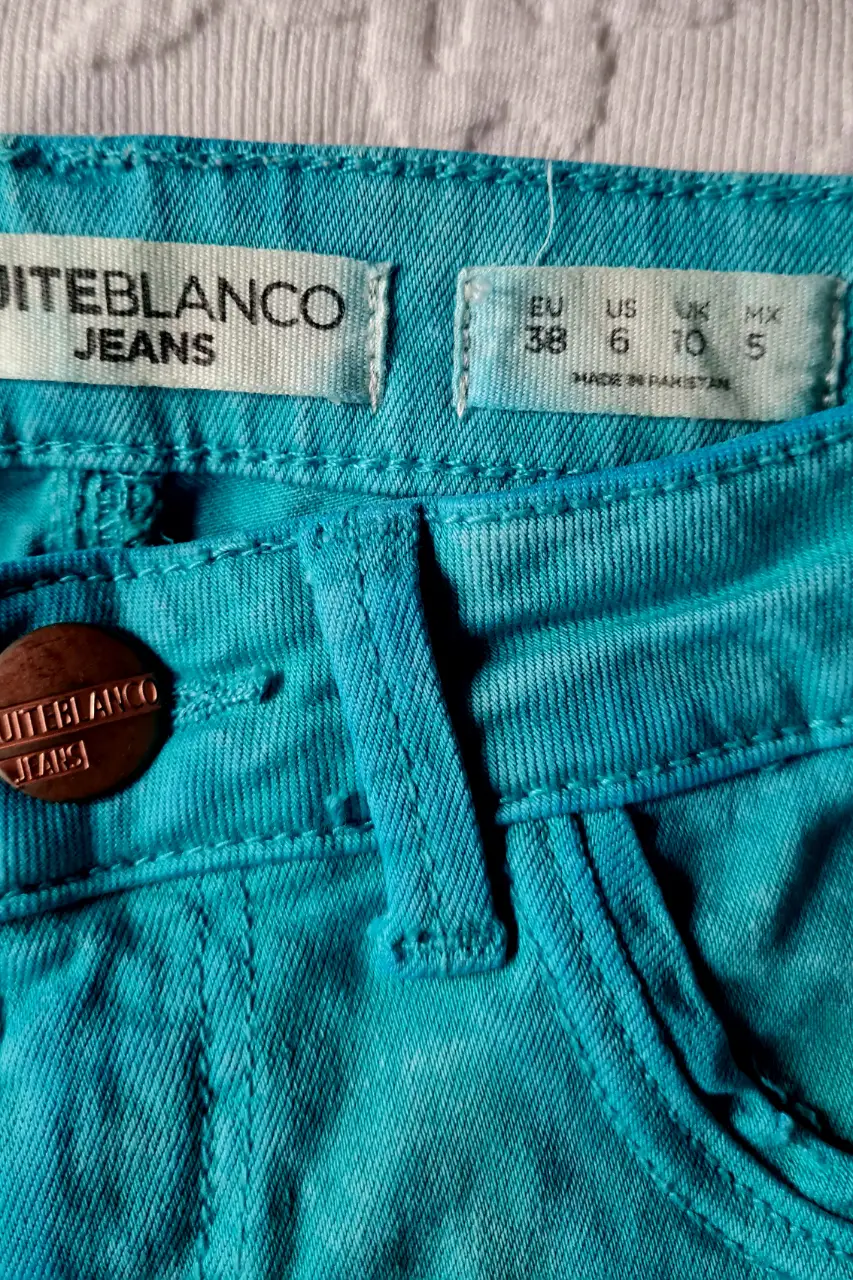 UITEBLANCO
JEANS
EU US UK MX
38 6 10 5
MADE IN PAKISTAN
UITEBLANCO
JEANS